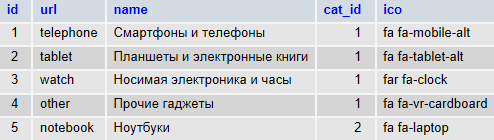 id url name cat_id ico
1 telephone Смартфоны и телефоны 1 fa fa-mobile-alt
2 tablet Планшеты и электронные книги 1 fa fa-tablet-alt
3 watch Носимая электроника и часы 1 far fa-clock
4 other Прочие гаджеты 1 fa fa-vr-cardboard
5 notebook Ноутбуки 2 fa fa-laptop